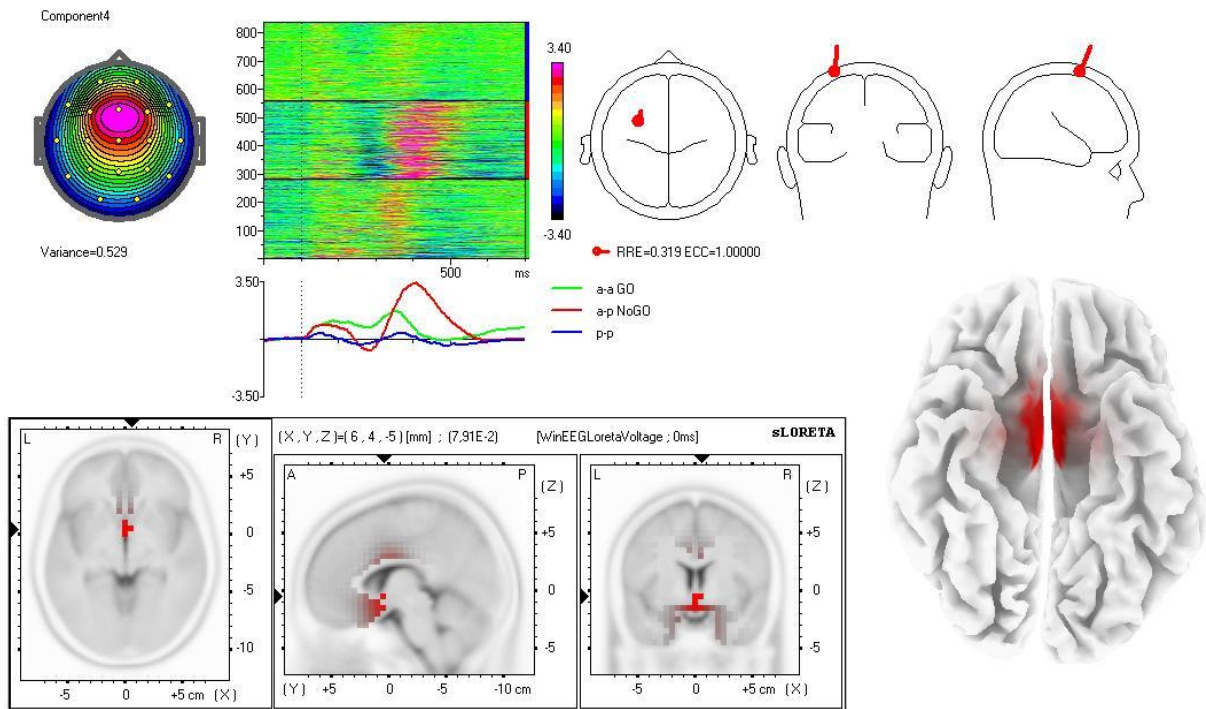 Component4
Variance=0.529
800
700
600
500
400
300
200
100
500
ms
3.50
-3.50
3.40
-3.40
RRE=0.319 ECC=1.00000
a-a GO
a-p NoGO
p-p
L R (Y)
+5
0
-5
-10
-5 0 +5 cm (X)
(X, Y, Z)=( 6, 4, -5) [mm] ; (7,91E-2) [WinEEGLoretaVoltage ; 0ms] sLORETA
A P (Z)
+5
0
-5
(Y) +5 0 -5 -10 cm
L R (Z)
+5
0
-5
-5 0 +5 cm (X)